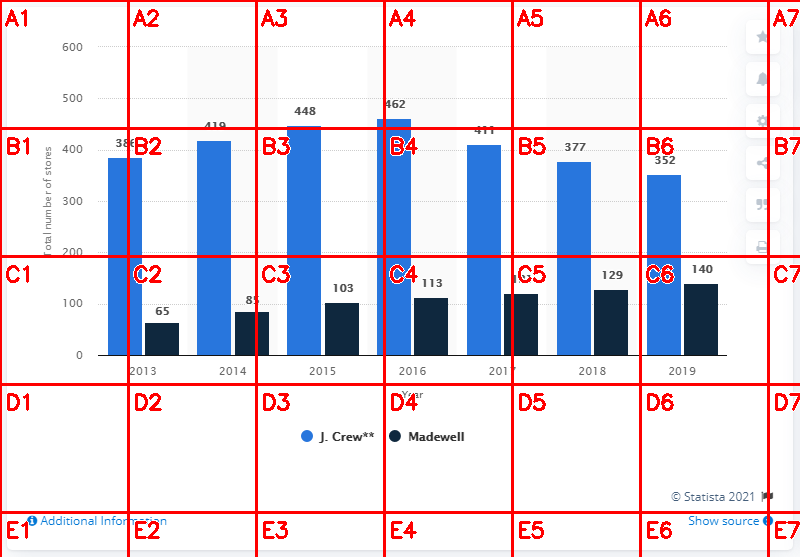 A1 A2 A3 A4 A5 A6 A7
600
500
462
448
419
B1 B2 B3 B4 B5 B6 B7
386
411
400
377
352
Total number of stores
300
200
C1 C2 C3 C4 C5 C6 C7
140
129
113
103
85
65
100
0
2013 2014 2015 2016 2017 2018 2019
Year
D1 D2 D3 D4 D5 D6 D7
J. Crew** Madewell
© Statista 2021
Additional Information Show source
E1 E2 E3 E4 E5 E6 E7